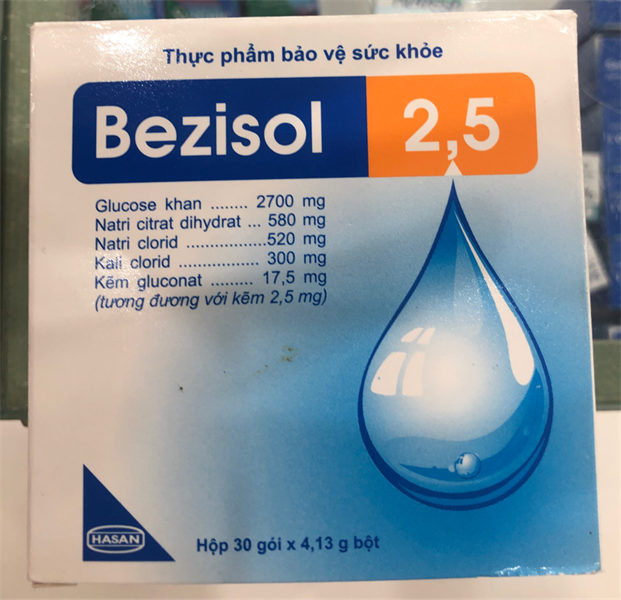 Thực phẩm bảo vệ sức khỏe
Bezisol 2,5
Glucose khan ........ 2700 mg
Natri citrat dihydrat ... 580 mg
Natri clorid .................520 mg
Kali clorid ................ 300 mg
Kẽm gluconat ......... 17,5 mg
(tương đương với kẽm 2,5 mg)
HASAN
Hộp 30 gói x 4,13 g bột